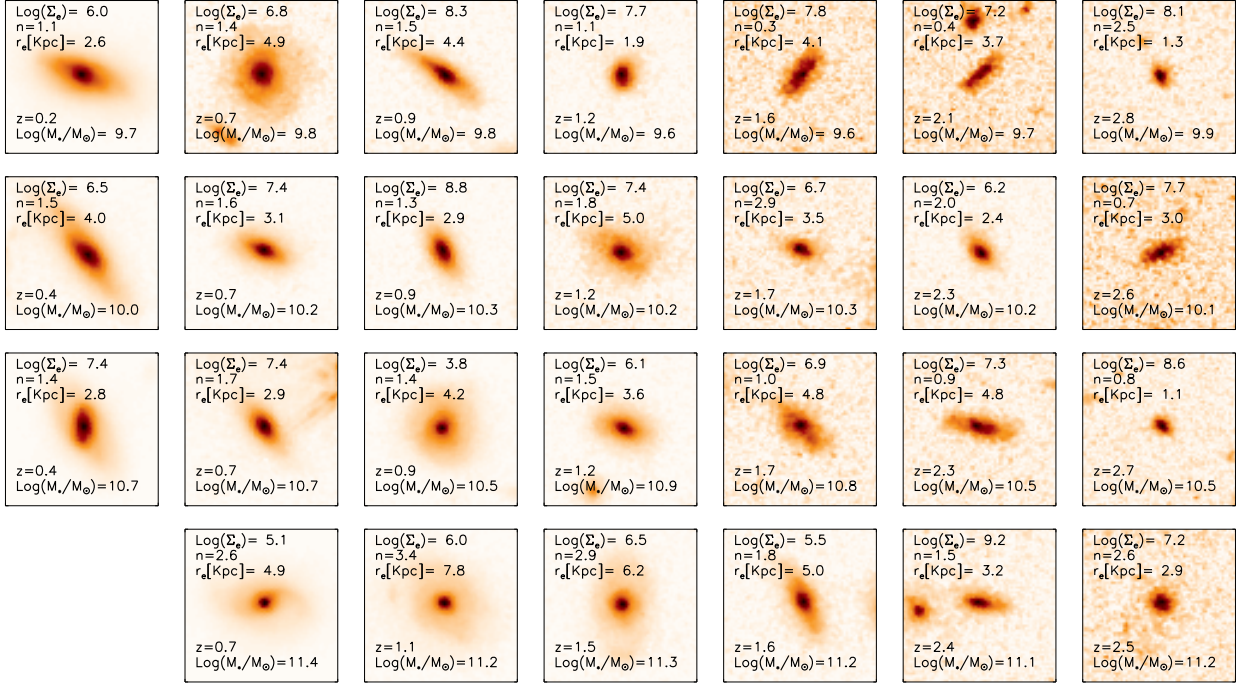 Log(Σₑ)= 6.0
n=1.1
rₑ[Kpc]= 2.6
z=0.2
Log(M⁎/M☉)= 9.7
Log(Σₑ)= 6.8
n=1.4
rₑ[Kpc]= 4.9
z=0.7
Log(M⁎/M☉)= 9.8
Log(Σₑ)= 8.3
n=1.5
rₑ[Kpc]= 4.4
z=0.9
Log(M⁎/M☉)= 9.8
Log(Σₑ)= 7.7
n=1.1
rₑ[Kpc]= 1.9
z=1.2
Log(M⁎/M☉)= 9.6
Log(Σₑ)= 7.8
n=0.3
rₑ[Kpc]= 4.1
z=1.6
Log(M⁎/M☉)= 9.6
Log(Σₑ)= 7.2
n=0.4
rₑ[Kpc]= 3.7
z=2.1
Log(M⁎/M☉)= 9.7
Log(Σₑ)= 8.1
n=2.5
rₑ[Kpc]= 1.3
z=2.8
Log(M⁎/M☉)= 9.9
Log(Σₑ)= 6.5
n=1.5
rₑ[Kpc]= 4.0
z=0.4
Log(M⁎/M☉)=10.0
Log(Σₑ)= 7.4
n=1.6
rₑ[Kpc]= 3.1
z=0.7
Log(M⁎/M☉)=10.2
Log(Σₑ)= 8.8
n=1.3
rₑ[Kpc]= 2.9
z=0.9
Log(M⁎/M☉)=10.3
Log(Σₑ)= 7.4
n=1.8
rₑ[Kpc]= 5.0
z=1.2
Log(M⁎/M☉)=10.2
Log(Σₑ)= 6.7
n=2.9
rₑ[Kpc]= 3.5
z=1.7
Log(M⁎/M☉)=10.3
Log(Σₑ)= 6.2
n=2.0
rₑ[Kpc]= 2.4
z=2.3
Log(M⁎/M☉)=10.2
Log(Σₑ)= 7.7
n=0.7
rₑ[Kpc]= 3.0
z=2.6
Log(M⁎/M☉)=10.1
Log(Σₑ)= 7.4
n=1.4
rₑ[Kpc]= 2.8
z=0.4
Log(M⁎/M☉)=10.7
Log(Σₑ)= 7.4
n=1.7
rₑ[Kpc]= 2.9
z=0.7
Log(M⁎/M☉)=10.7
Log(Σₑ)= 3.8
n=1.4
rₑ[Kpc]= 4.2
z=0.9
Log(M⁎/M☉)=10.5
Log(Σₑ)= 6.1
n=1.5
rₑ[Kpc]= 3.6
z=1.2
Log(M⁎/M☉)=10.9
Log(Σₑ)= 6.9
n=1.0
rₑ[Kpc]= 4.8
z=1.7
Log(M⁎/M☉)=10.8
Log(Σₑ)= 7.3
n=0.9
rₑ[Kpc]= 4.8
z=2.3
Log(M⁎/M☉)=10.5
Log(Σₑ)= 8.6
n=0.8
rₑ[Kpc]= 1.1
z=2.7
Log(M⁎/M☉)=10.5
Log(Σₑ)= 5.1
n=2.6
rₑ[Kpc]= 4.9
z=0.7
Log(M⁎/M☉)=11.4
Log(Σₑ)= 6.0
n=3.4
rₑ[Kpc]= 7.8
z=1.1
Log(M⁎/M☉)=11.2
Log(Σₑ)= 6.5
n=2.9
rₑ[Kpc]= 6.2
z=1.5
Log(M⁎/M☉)=11.3
Log(Σₑ)= 5.5
n=1.8
rₑ[Kpc]= 5.0
z=1.6
Log(M⁎/M☉)=11.2
Log(Σₑ)= 9.2
n=1.5
rₑ[Kpc]= 3.2
z=2.4
Log(M⁎/M☉)=11.1
Log(Σₑ)= 7.2
n=2.6
rₑ[Kpc]= 2.9
z=2.5
Log(M⁎/M☉)=11.2